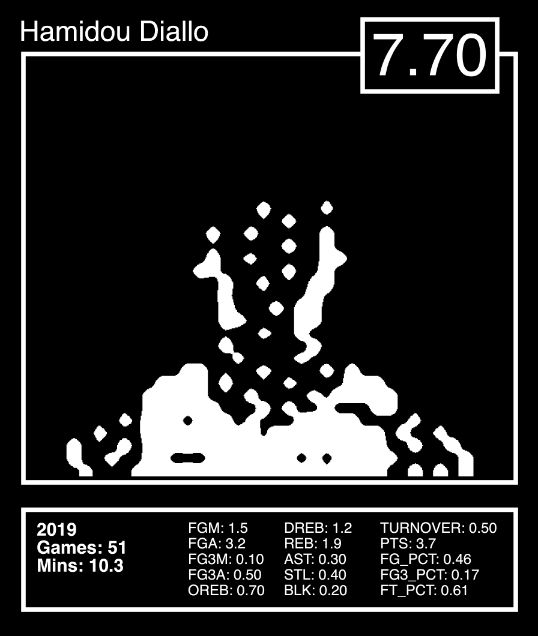 Hamidou Diallo
7.70
2019
Games: 51
Mins: 10.3
FGM: 1.5
FGA: 3.2
FG3M: 0.10
FG3A: 0.50
OREB: 0.70
DREB: 1.2
REB: 1.9
AST: 0.30
STL: 0.40
BLK: 0.20
TURNOVER: 0.50
PTS: 3.7
FG_PCT: 0.46
FG3_PCT: 0.17
FT_PCT: 0.61